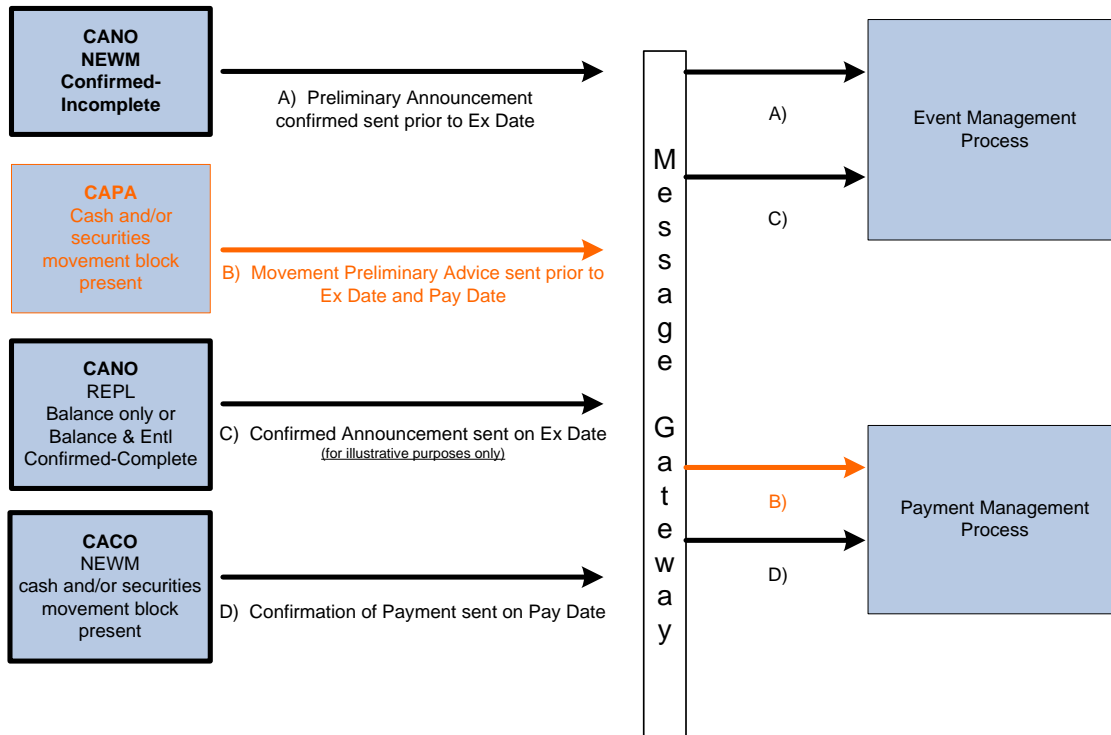 CANO
NEWM
Confirmed-
Incomplete
A) Preliminary Announcement
confirmed sent prior to Ex Date
CAPA
Cash and/or
securities
movement block
present
B) Movement Preliminary Advice sent prior to
Ex Date and Pay Date
CANO
REPL
Balance only or
Balance & Entl
Confirmed-Complete
C) Confirmed Announcement sent on Ex Date
(for illustrative purposes only)
CACO
NEWM
cash and/or securities
movement block
present
D) Confirmation of Payment sent on Pay Date
Message Gateway
A)
C)
Event Management
Process
B)
D)
Payment Management
Process